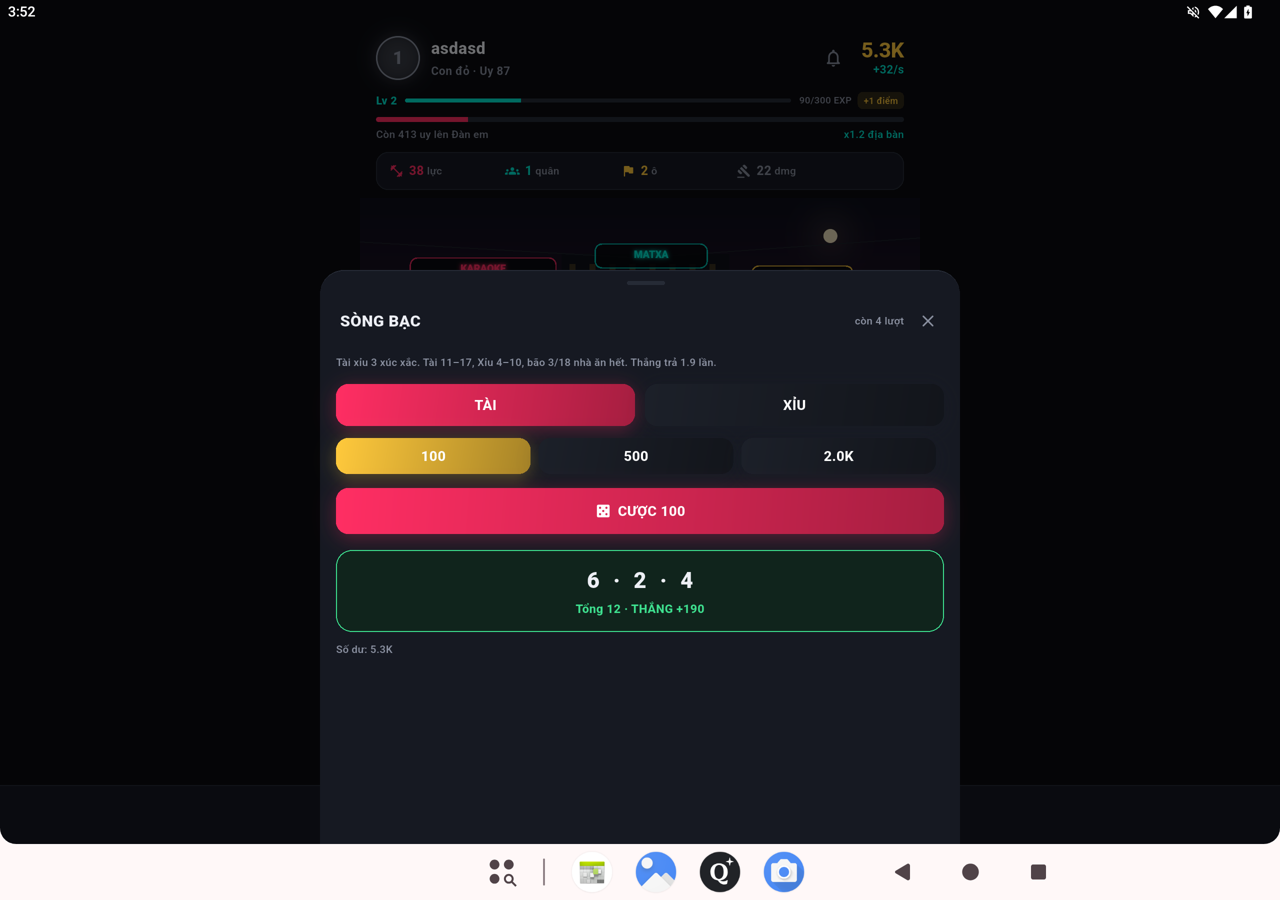 3:52
1
asdasd
Con đỏ · Uy 87
5.3K
+32/s
Lv 2
90/300 EXP
+1 điểm
Còn 413 uy lên Đàn em
x1.2 địa bàn
38 lực
1 quân
2 ô
22 dmg
MATXA
KARAOKE
SÒNG BẠC
còn 4 lượt
Tài xỉu 3 xúc xắc. Tài 11–17, Xỉu 4–10, bão 3/18 nhà ăn hết. Thắng trả 1.9 lần.
TÀI
XỈU
100
500
2.0K
CƯỢC 100
6 · 2 · 4
Tổng 12 · THẮNG +190
Số dư: 5.3K
Q